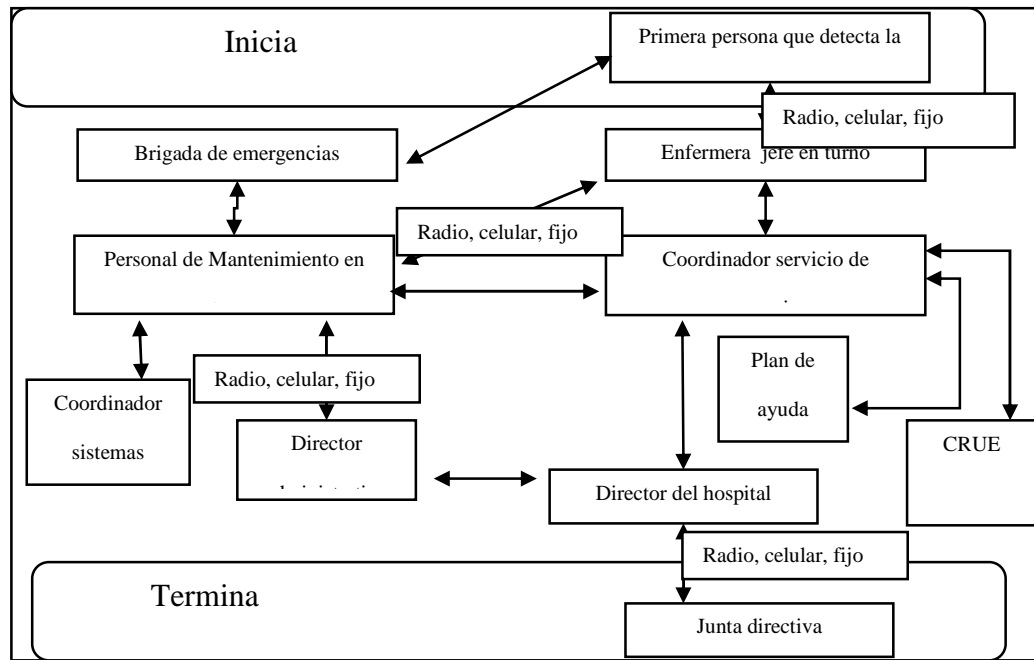 Inicia
Primera persona que detecta la
Radio, celular, fijo
Brigada de emergencias
Enfermera jefe en turno
Radio, celular, fijo
Personal de Mantenimiento en
Coordinador servicio de
Radio, celular, fijo
Plan de
ayuda
Coordinador
sistemas
Director
CRUE
Director del hospital
Radio, celular, fijo
Termina
Junta directiva